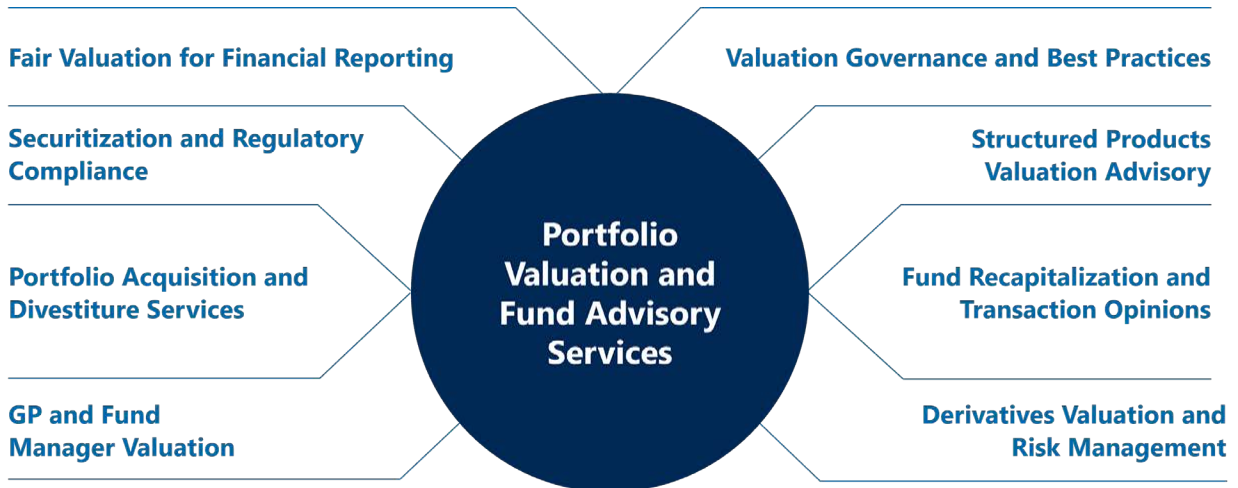 Fair Valuation for Financial Reporting
Securitization and Regulatory
Compliance
Portfolio Acquisition and
Divestiture Services
GP and Fund
Manager Valuation
Portfolio
Valuation and
Fund Advisory
Services
Valuation Governance and Best Practices
Structured Products
Valuation Advisory
Fund Recapitalization and
Transaction Opinions
Derivatives Valuation and
Risk Management